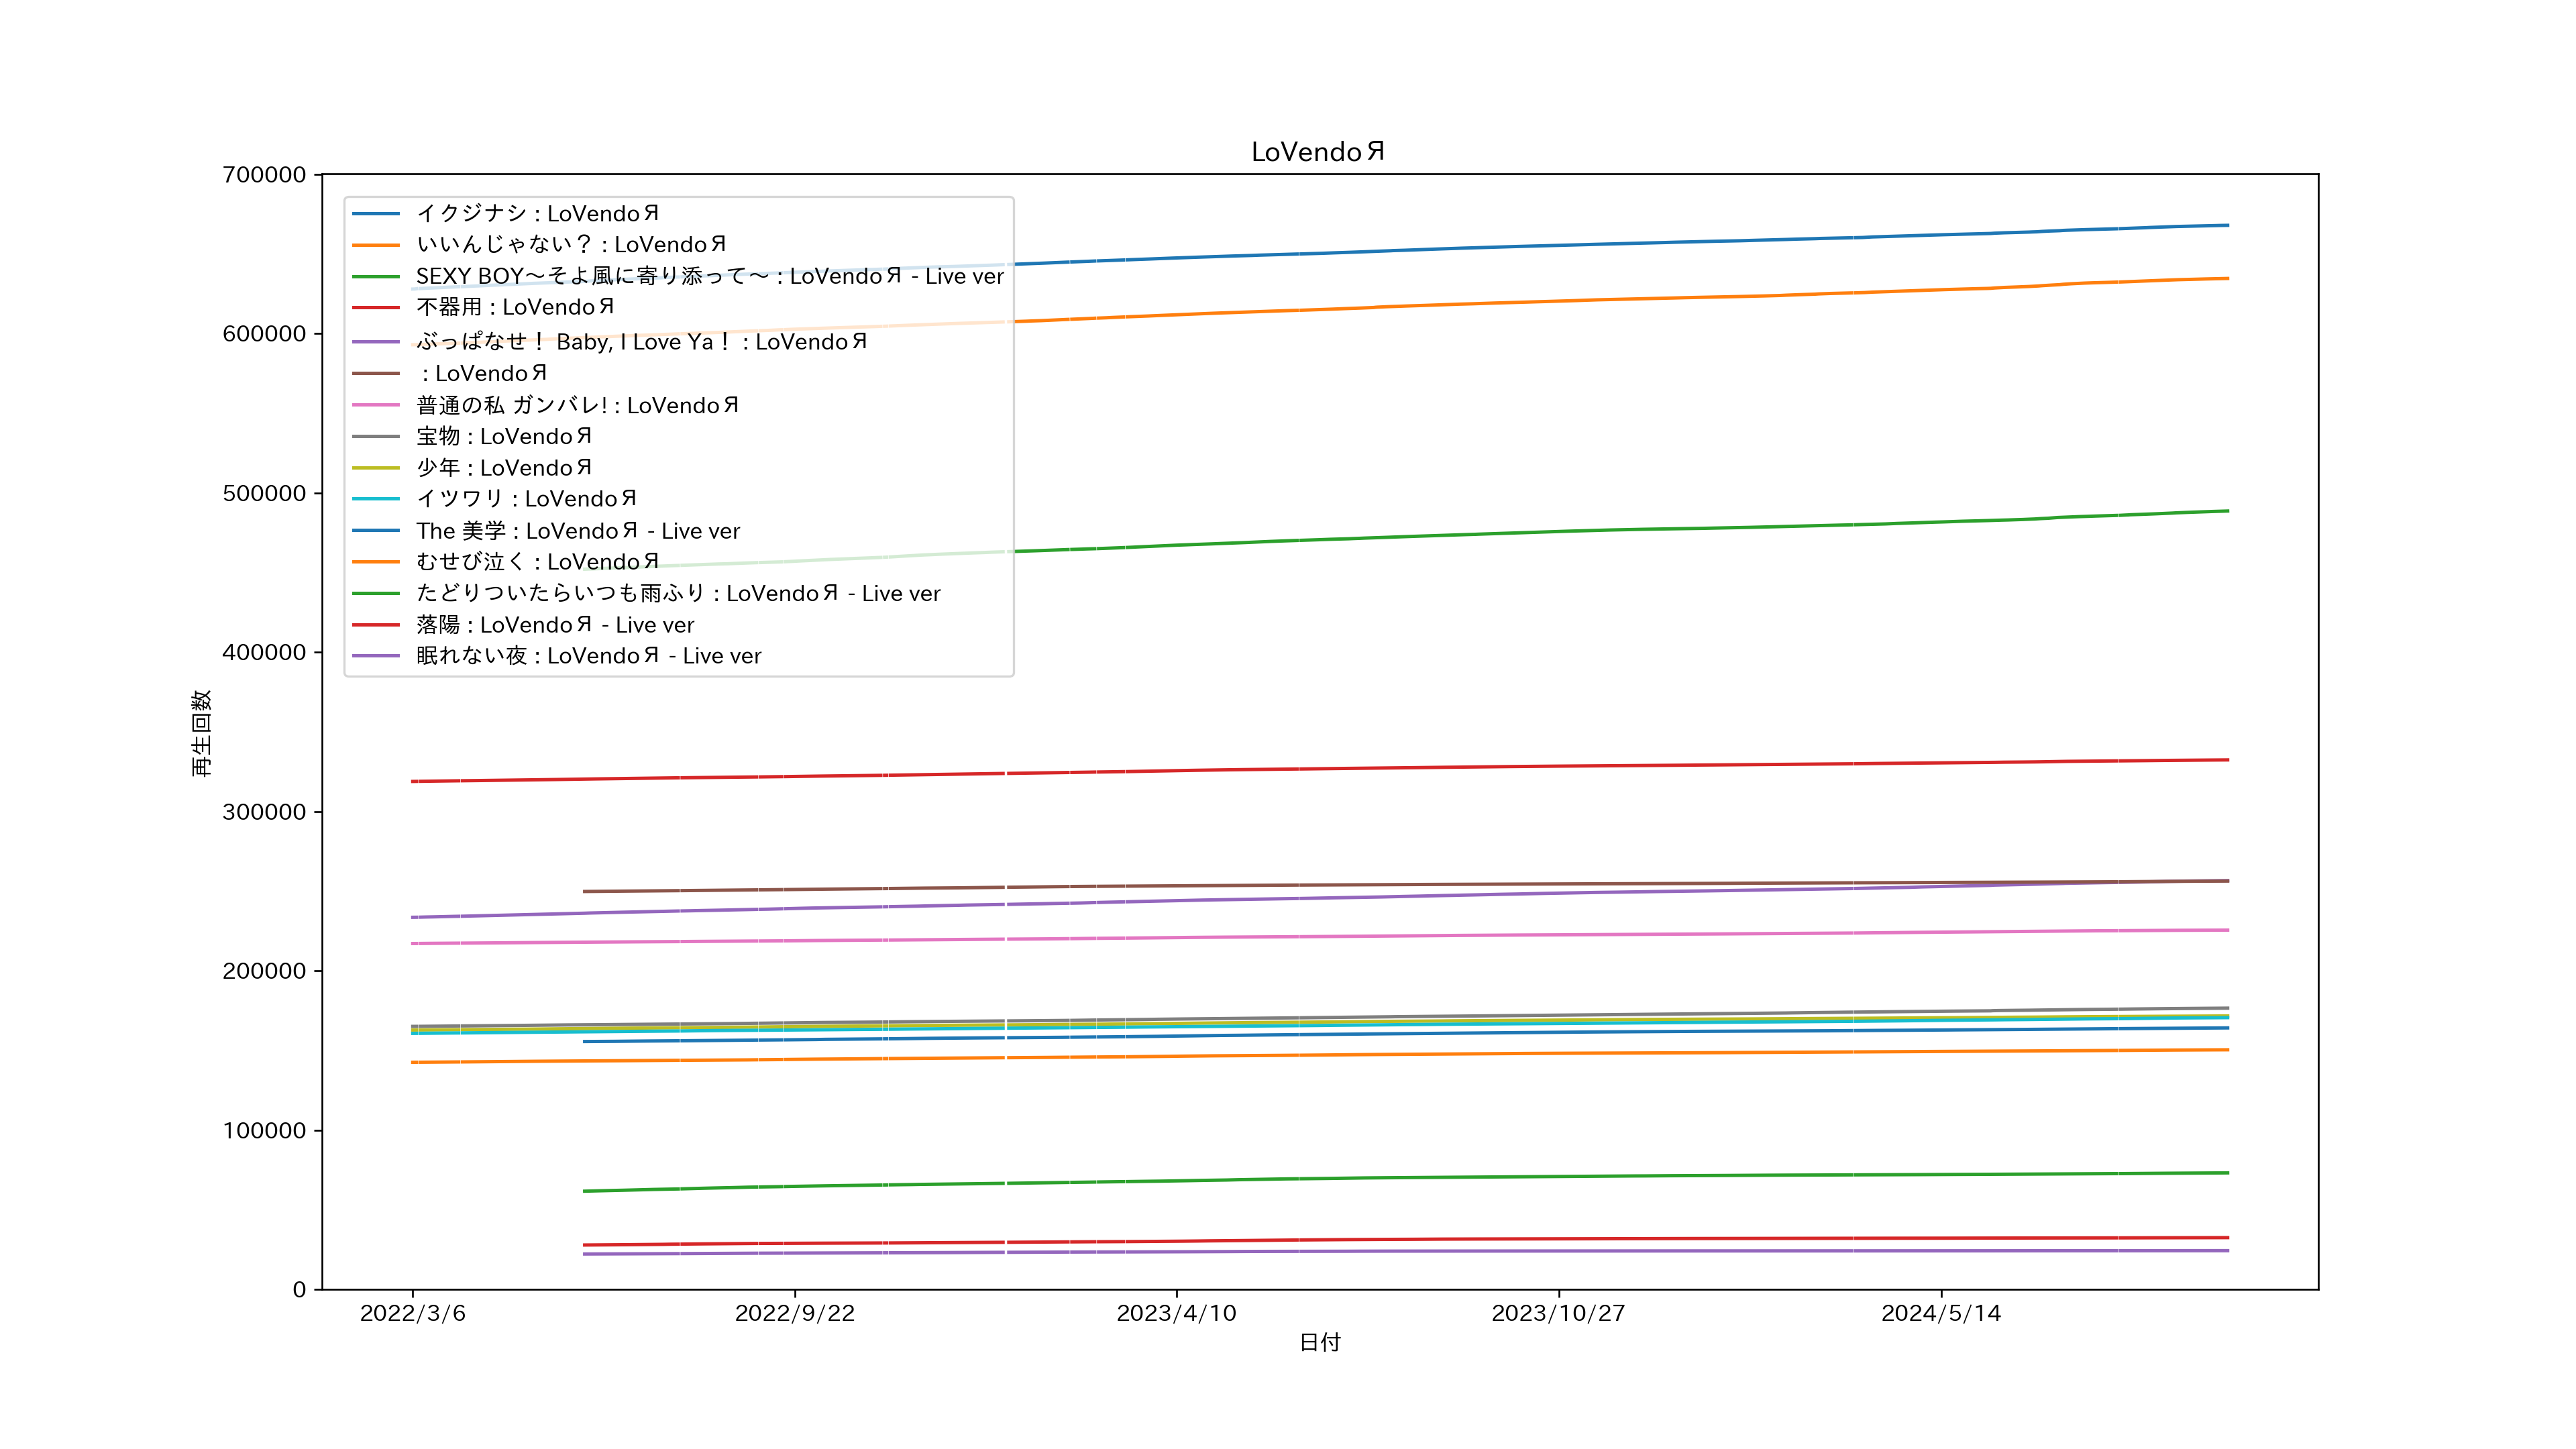 LoVendoЯ
700000
600000
500000
400000
300000
200000
100000
0
再生回数
イクジナシ : LoVendoЯ
いいんじゃない？ : LoVendoЯ
SEXY BOY～そよ風に寄り添って～ : LoVendoЯ - Live ver
不器用 : LoVendoЯ
ぶっぱなせ！ Baby, I Love Ya！ : LoVendoЯ
: LoVendoЯ
普通の私 ガンバレ! : LoVendoЯ
宝物 : LoVendoЯ
少年 : LoVendoЯ
イツワリ : LoVendoЯ
The 美学 : LoVendoЯ - Live ver
むせび泣く : LoVendoЯ
たどりついたらいつも雨ふり : LoVendoЯ - Live ver
落陽 : LoVendoЯ - Live ver
眠れない夜 : LoVendoЯ - Live ver
2022/3/6
2022/9/22
2023/4/10
2023/10/27
2024/5/14
日付